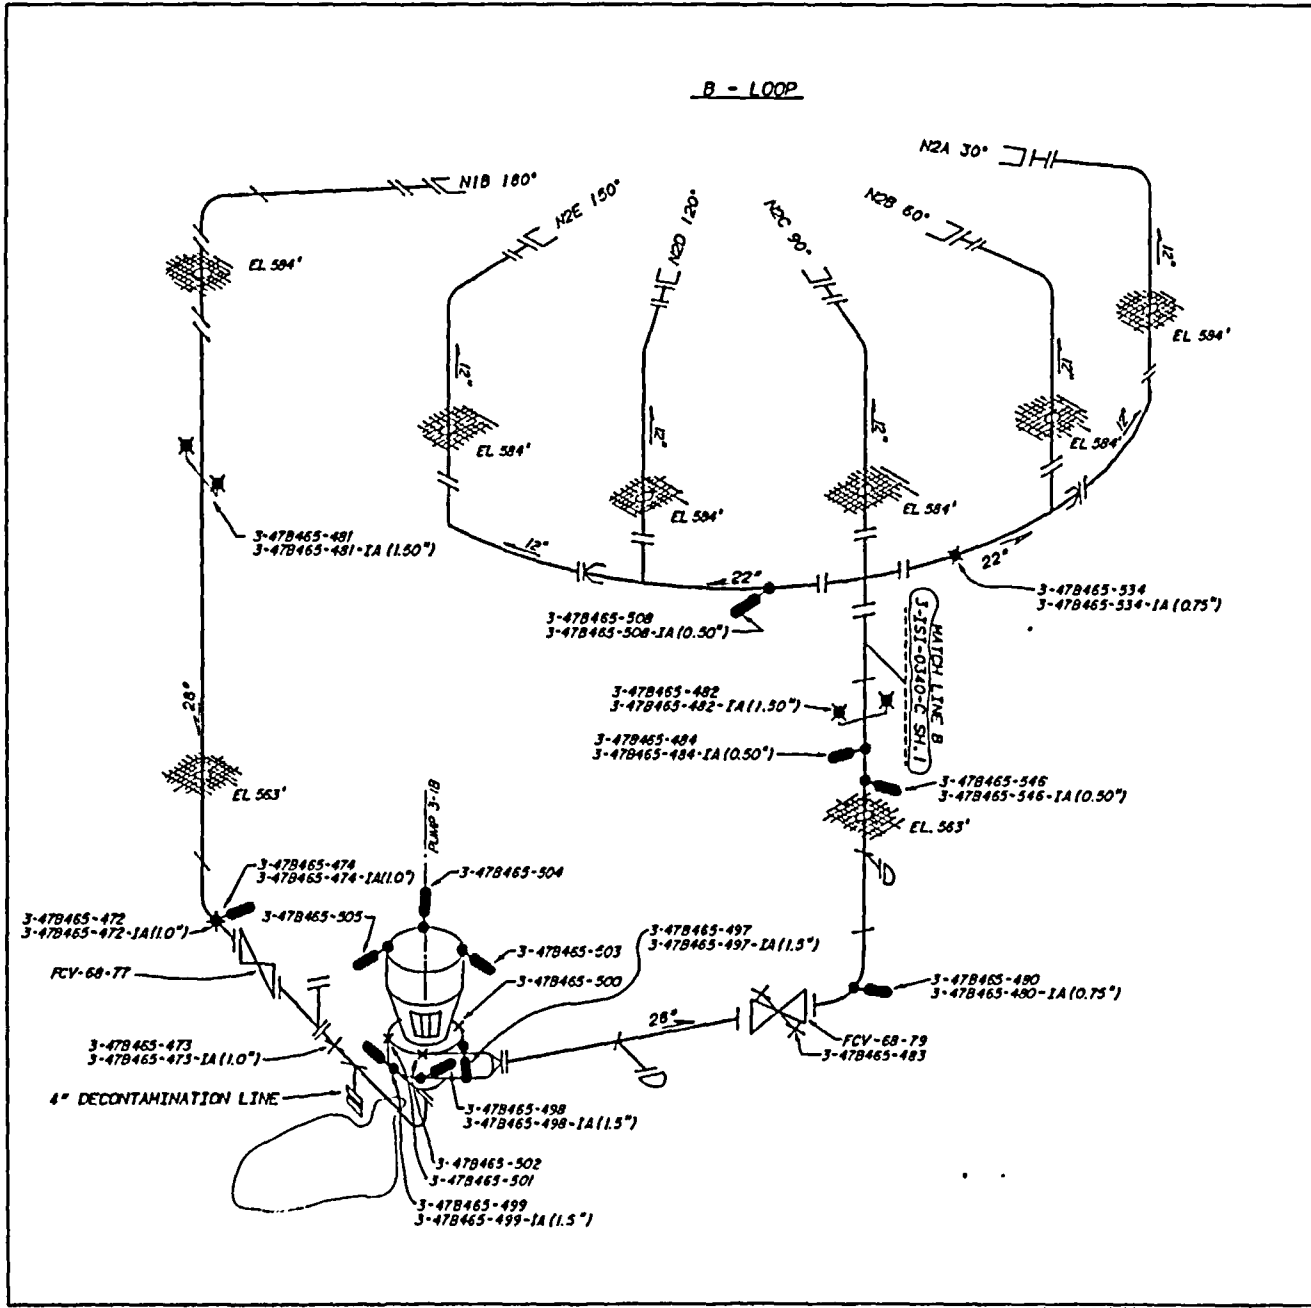 B - LOOP
N2A 30°
N1B 180°
N2E 150°
N2D 120°
N2C 90°
N2B 60°
EL 584'
12"
EL 584'
12"
12"
12"
12"
EL 584'
EL 584'
EL 584'
EL 584'
12"
3-47B465-481
3-47B465-481-IA (1.50")
12"
22"
22"
3-47B465-508
3-47B465-508-IA (0.50")
3-47B465-534
3-47B465-534-IA (0.75")
MATCH LINE B
3-ISI-0340-C SH. 1
28"
3-47B465-482
3-47B465-482-IA (1.50")
3-47B465-484
3-47B465-484-IA (0.50")
3-47B465-546
3-47B465-546-IA (0.50")
EL 563'
EL. 563'
PUMP 3-1B
3-47B465-474
3-47B465-474-IA(1.0")
3-47B465-504
3-47B465-472
3-47B465-472-IA(1.0")
3-47B465-505
3-47B465-497
3-47B465-497-IA (1.5")
3-47B465-503
FCV-68-77
3-47B465-500
3-47B465-480
3-47B465-480-IA (0.75")
28"
3-47B465-473
3-47B465-473-IA (1.0")
FCV-68-79
3-47B465-483
4" DECONTAMINATION LINE
3-47B465-498
3-47B465-498-IA (1.5")
3-47B465-502
3-47B465-501
3-47B465-499
3-47B465-499-IA (1.5")